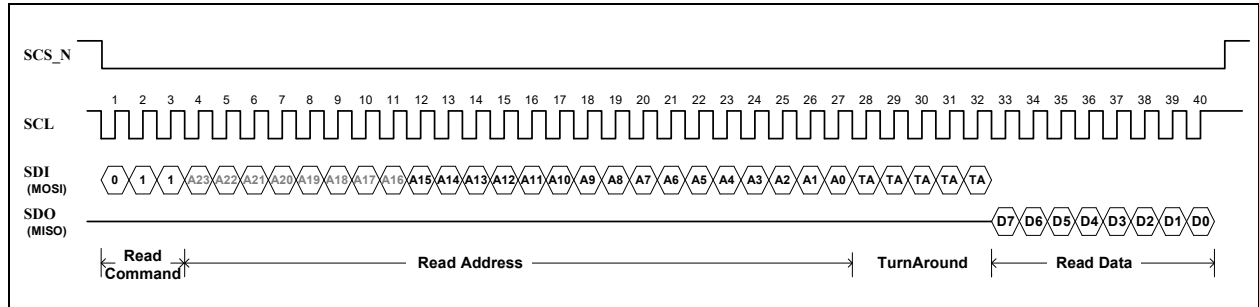 SCS_N
1 2 3 4 5 6 7 8 9 10 11 12 13 14 15 16 17 18 19 20 21 22 23 24 25 26 27 28 29 30 31 32 33 34 35 36 37 38 39 40
SCL
SDI
(MOSI)
0 1 1 A23 A22 A21 A20 A19 A18 A17 A16 A15 A14 A13 A12 A11 A10 A9 A8 A7 A6 A5 A4 A3 A2 A1 A0 TA TA TA TA TA
SDO
(MISO)
D7 D6 D5 D4 D3 D2 D1 D0
Read
Command
Read Address
TurnAround
Read Data